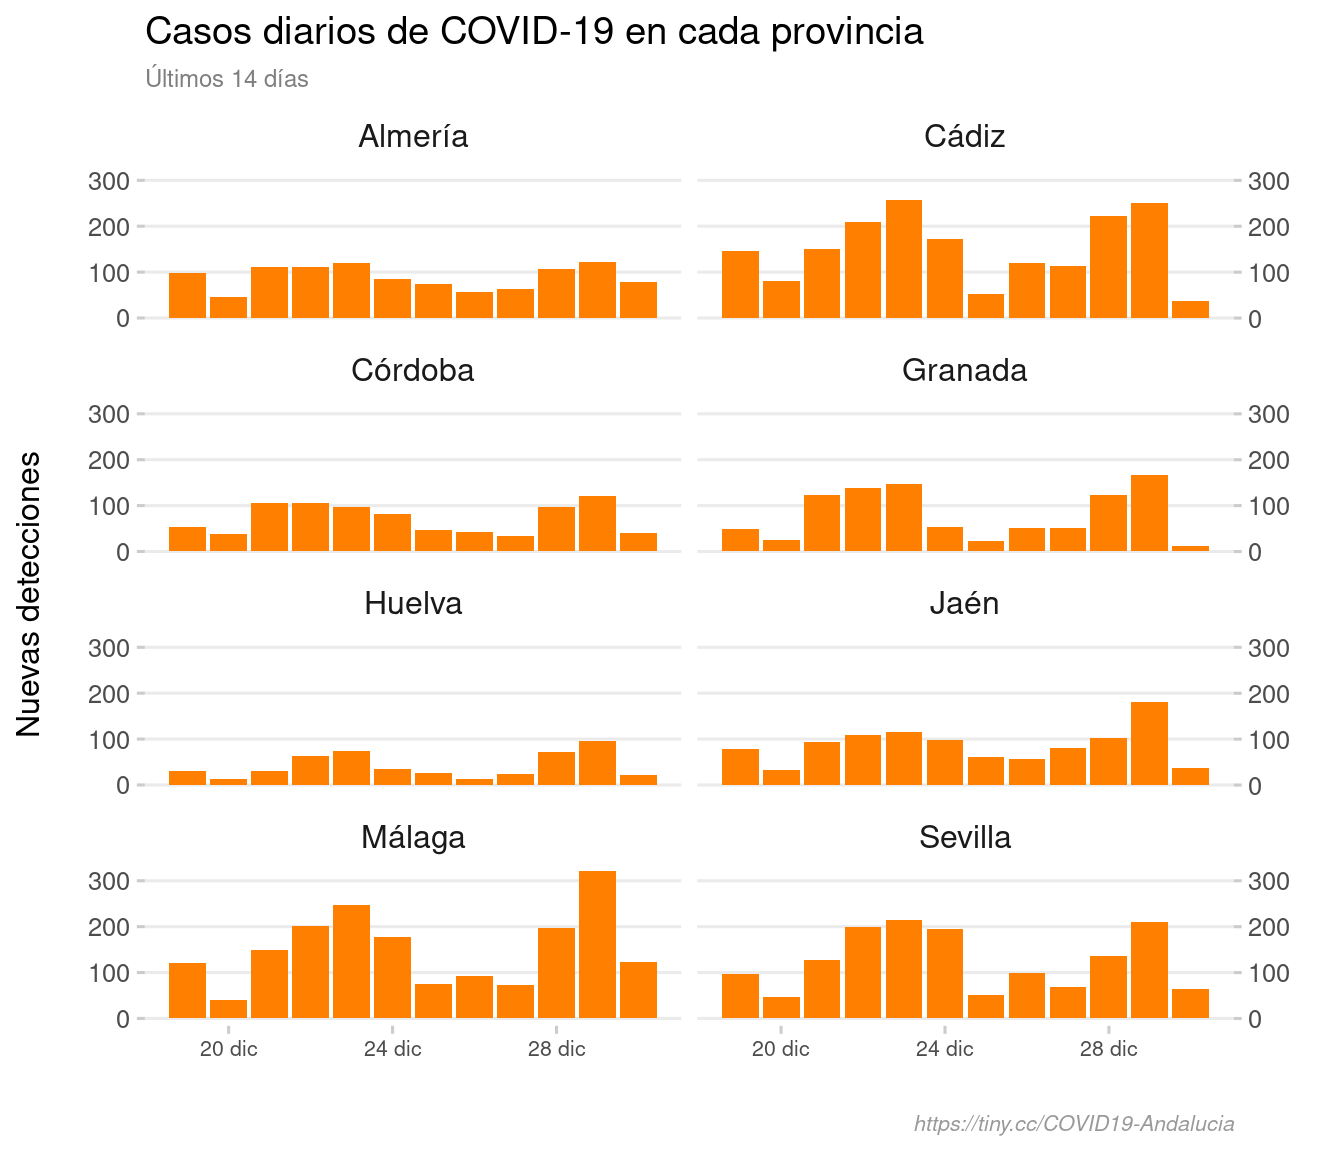 Casos diarios de COVID-19 en cada provincia
Últimos 14 días
Almería
Cádiz
300
200
100
0
300
200
100
0
Córdoba
Granada
300
200
100
0
300
200
100
0
Nuevas detecciones
Huelva
Jaén
300
200
100
0
300
200
100
0
Málaga
Sevilla
300
200
100
0
300
200
100
0
20 dic 24 dic 28 dic
20 dic 24 dic 28 dic
https://tiny.cc/COVID19-Andalucia